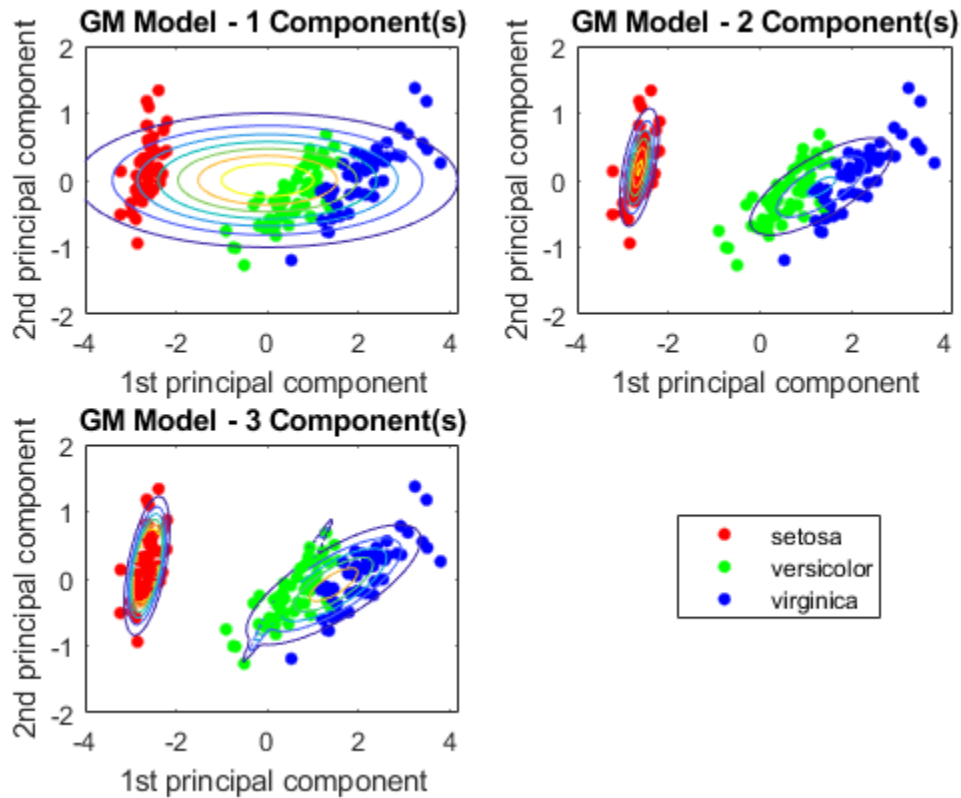 GM Model - 1 Component(s)
2
1
0
-1
-2
-4
-2
0
2
4
2nd principal component
1st principal component
GM Model - 2 Component(s)
2
1
0
-1
-2
-4
-2
0
2
4
2nd principal component
1st principal component
GM Model - 3 Component(s)
2
1
0
-1
-2
-4
-2
0
2
4
2nd principal component
1st principal component
setosa
versicolor
virginica